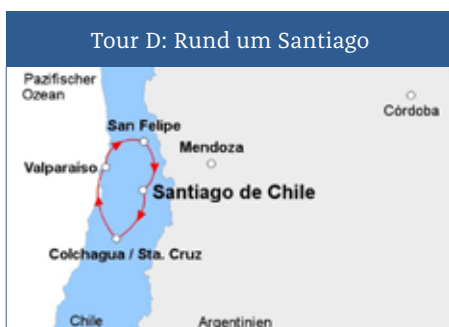 Tour D: Rund um Santiago
Pazifischer
Ozean
Córdoba
San Felipe
Mendoza
Valparaiso
Santiago de Chile
Colchagua / Sta. Cruz
Chile
Argentinien